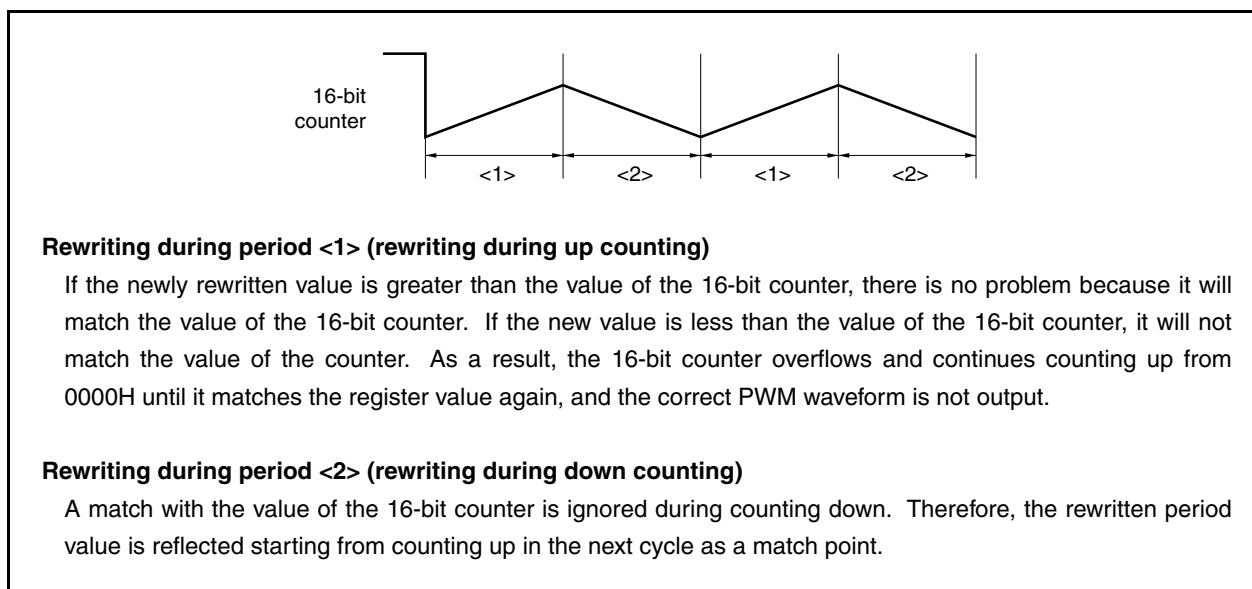 16-bit
counter
<1> <2> <1> <2>
Rewriting during period <1> (rewriting during up counting)
If the newly rewritten value is greater than the value of the 16-bit counter, there is no problem because it will
match the value of the 16-bit counter. If the new value is less than the value of the 16-bit counter, it will not
match the value of the counter. As a result, the 16-bit counter overflows and continues counting up from
0000H until it matches the register value again, and the correct PWM waveform is not output.
Rewriting during period <2> (rewriting during down counting)
A match with the value of the 16-bit counter is ignored during counting down. Therefore, the rewritten period
value is reflected starting from counting up in the next cycle as a match point.